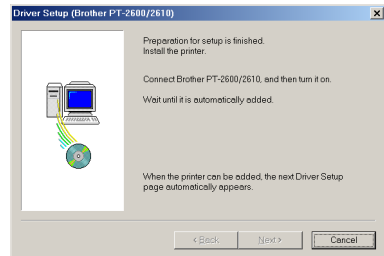 Driver Setup (Brother PT-2600/2610)
Preparation for setup is finished.
Install the printer.
Connect Brother PT-2600/2610, and then turn it on.
Wait until it is automatically added.
When the printer can be added, the next Driver Setup
page automatically appears.
< Back Next > Cancel